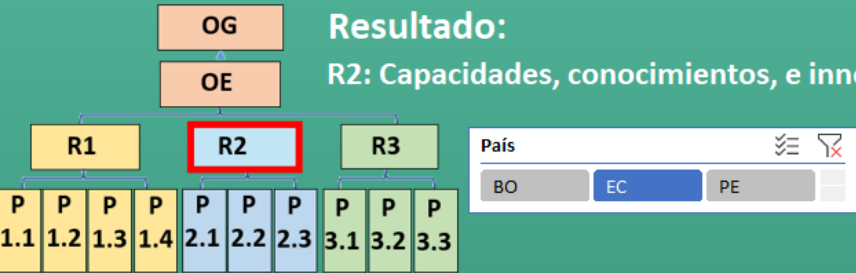 OG
Resultado:
OE
R2: Capacidades, conocimientos, e
R1
R2
R3
País
BO
EC
PE
P 1.1
P 1.2
P 1.3
P 1.4
P 2.1
P 2.2
P 2.3
P 3.1
P 3.2
P 3.3